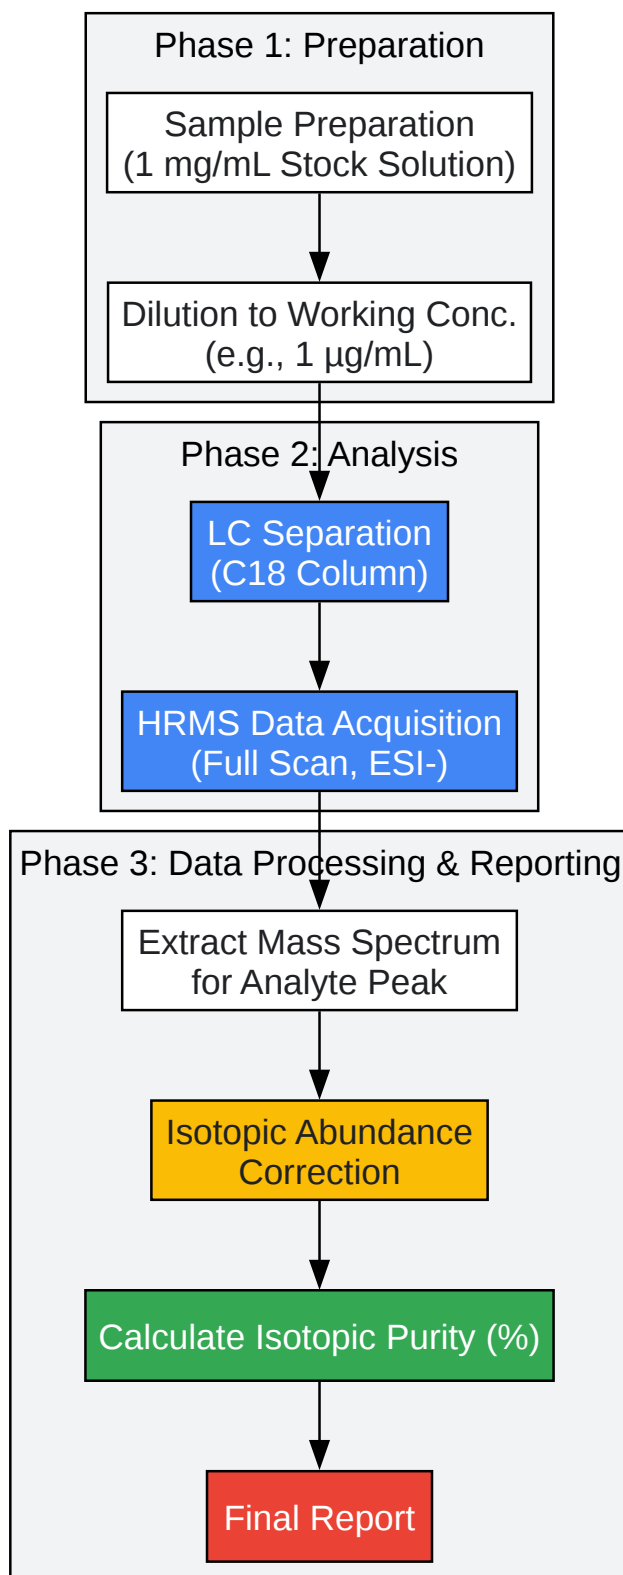 Phase 1: Preparation
Sample Preparation
(1 mg/mL Stock Solution)
Dilution to Working Conc.
(e.g., 1 µg/mL)
Phase 2: Analysis
LC Separation
(C18 Column)
HRMS Data Acquisition
(Full Scan, ESI-)
Phase 3: Data Processing & Reporting
Extract Mass Spectrum
for Analyte Peak
Isotopic Abundance
Correction
Calculate Isotopic Purity (%)
Final Report